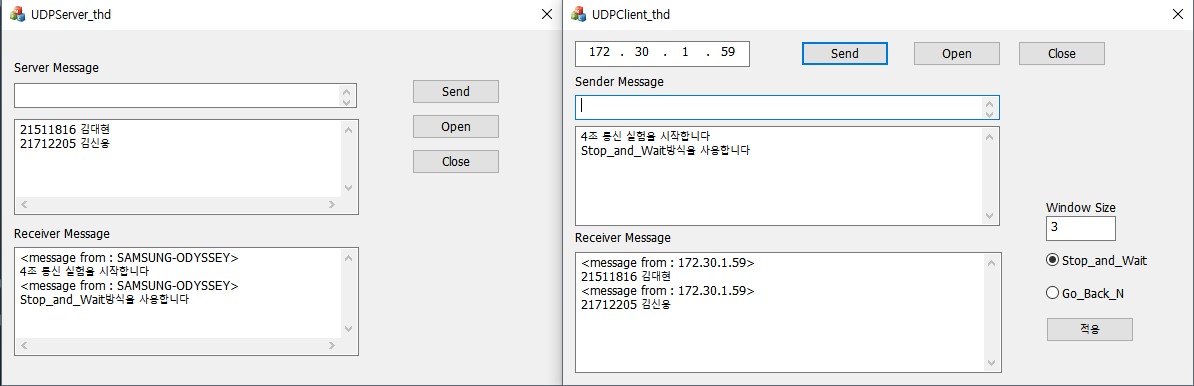 UDPServer_thd
Server Message
Send
21511816 김대현
21712205 김신웅
Open
Close
Receiver Message
<message from : SAMSUNG-ODYSSEY>
4조 통신 실험을 시작합니다
<message from : SAMSUNG-ODYSSEY>
Stop_and_Wait방식을 사용합니다
UDPClient_thd
172 . 30 . 1 . 59
Send
Open
Close
Sender Message
4조 통신 실험을 시작합니다
Stop_and_Wait방식을 사용합니다
Receiver Message
<message from : 172.30.1.59>
21511816 김대현
<message from : 172.30.1.59>
21712205 김신웅
Window Size
3
Stop_and_Wait
Go_Back_N
적용